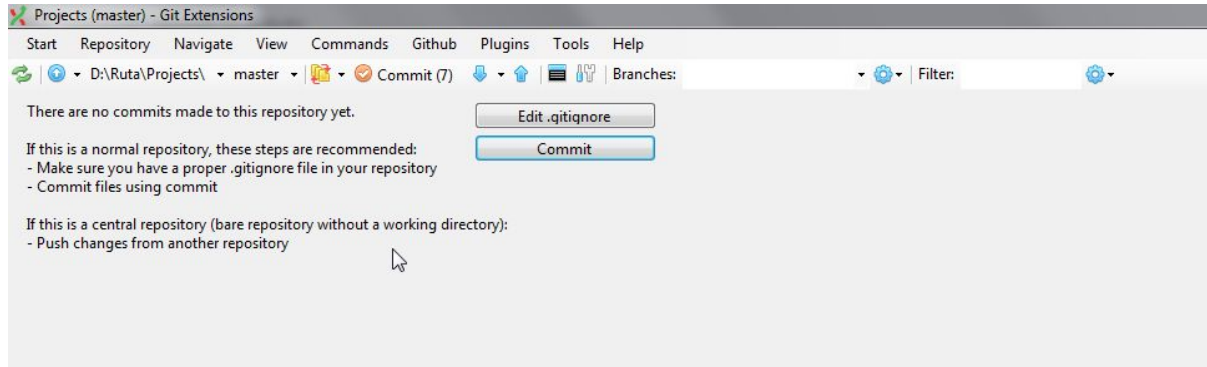 Projects (master) - Git Extensions
Start Repository Navigate View Commands Github Plugins Tools Help
D:\Ruta\Projects\ master Commit (7) Branches: Filter:
There are no commits made to this repository yet.
Edit .gitignore
If this is a normal repository, these steps are recommended:
Commit
- Make sure you have a proper .gitignore file in your repository
- Commit files using commit
If this is a central repository (bare repository without a working directory):
- Push changes from another repository